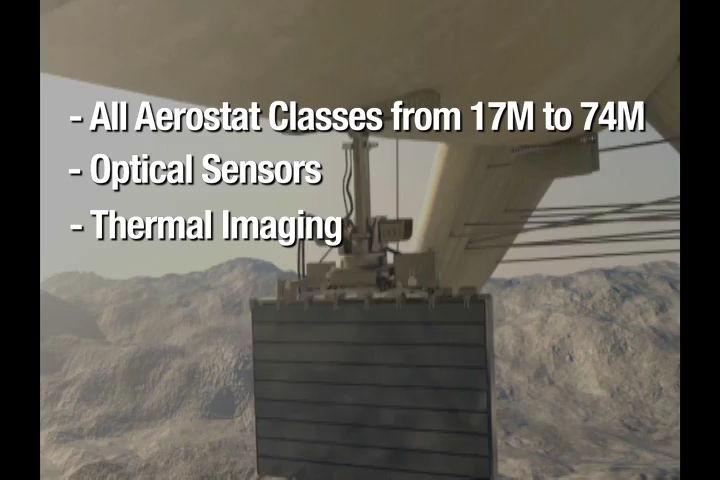 - All Aerostat Classes from 17M to 74M
- Optical Sensors
- Thermal Imaging